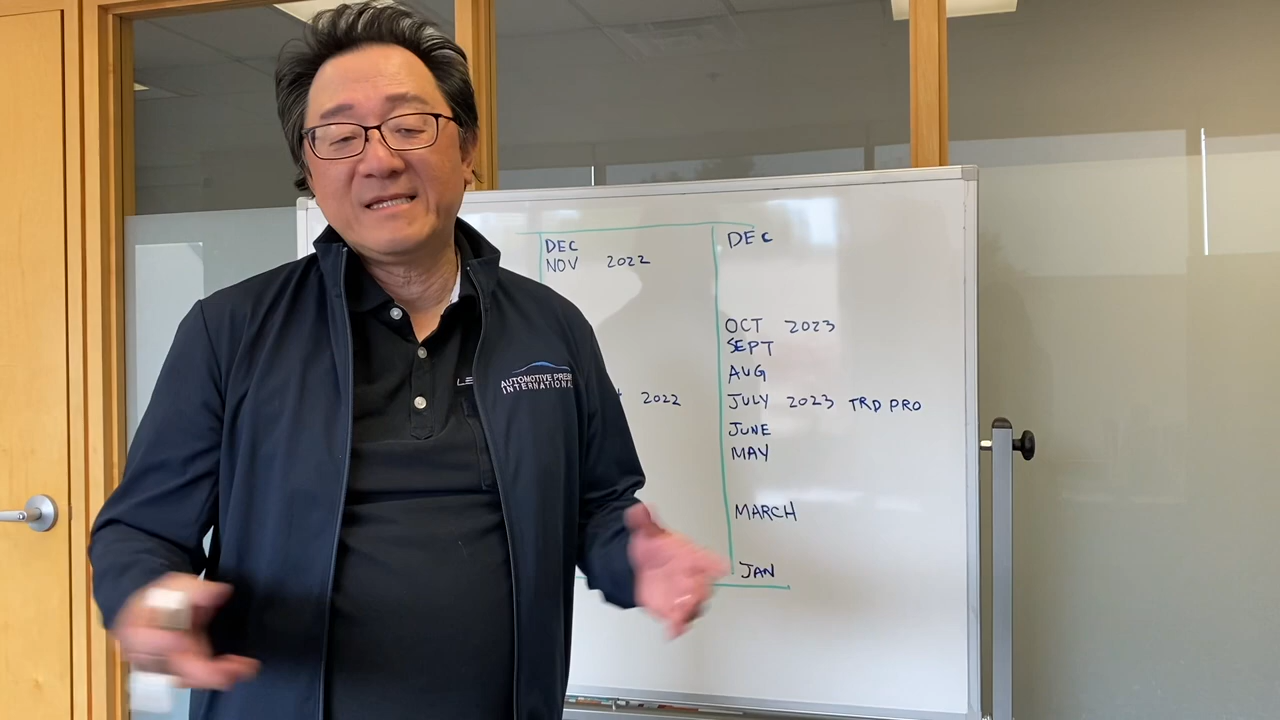 DEC
NOV 2022
2022
DEC
OCT 2023
SEPT
AUG
JULY 2023 TRD PRO
JUNE
MAY
MARCH
JAN
AUTOMOTIVE PRESS
INTERNATIONAL